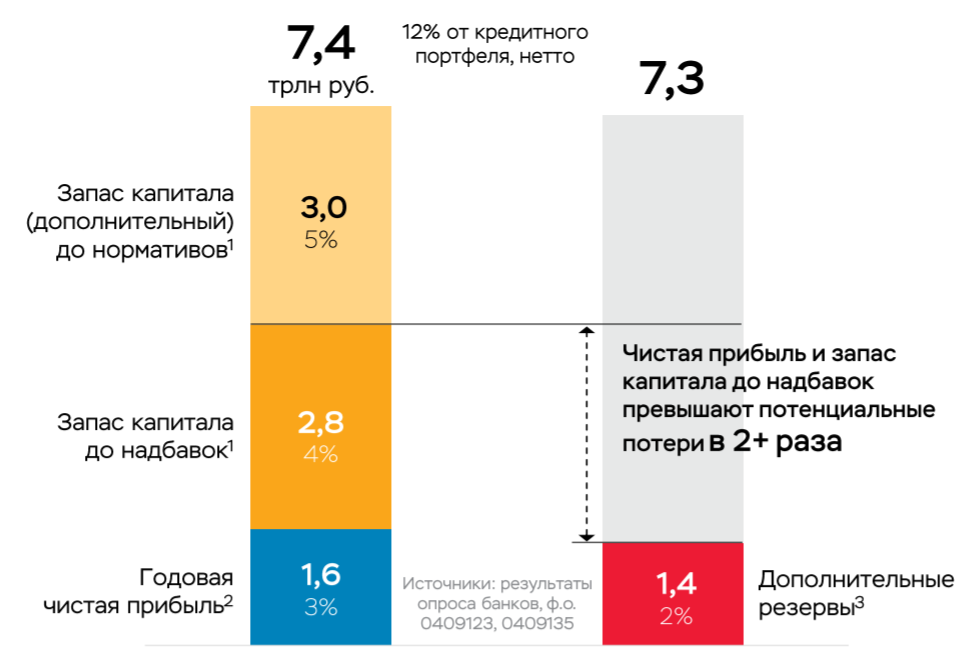 7,4
трлн руб.
12% от кредитного
портфеля, нетто
7,3
Запас капитала
(дополнительный)
до нормативов¹
3,0
5%
Чистая прибыль и запас
капитала до надбавок
превышают потенциальные
потери в 2+ раза
Запас капитала
до надбавок¹
2,8
4%
Годовая
чистая прибыль²
1,6
3%
Источники: результаты
опроса банков, ф.о.
0409123, 0409135
1,4
2%
Дополнительные
резервы³